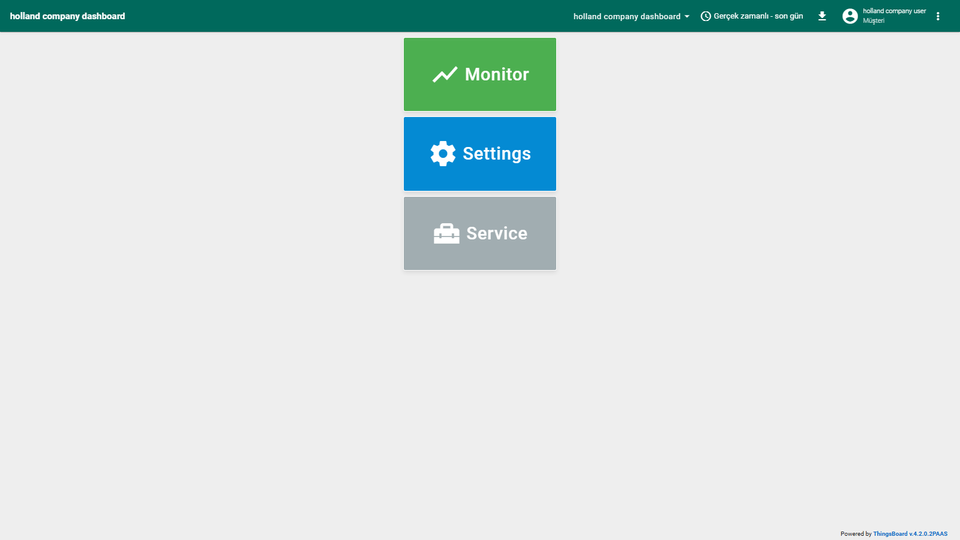 holland company dashboard
holland company dashboard
Gerçek zamanlı - son gün
holland company user
Müşteri
Monitor
Settings
Service
Powered by ThingsBoard v.4.2.0.2PAAS